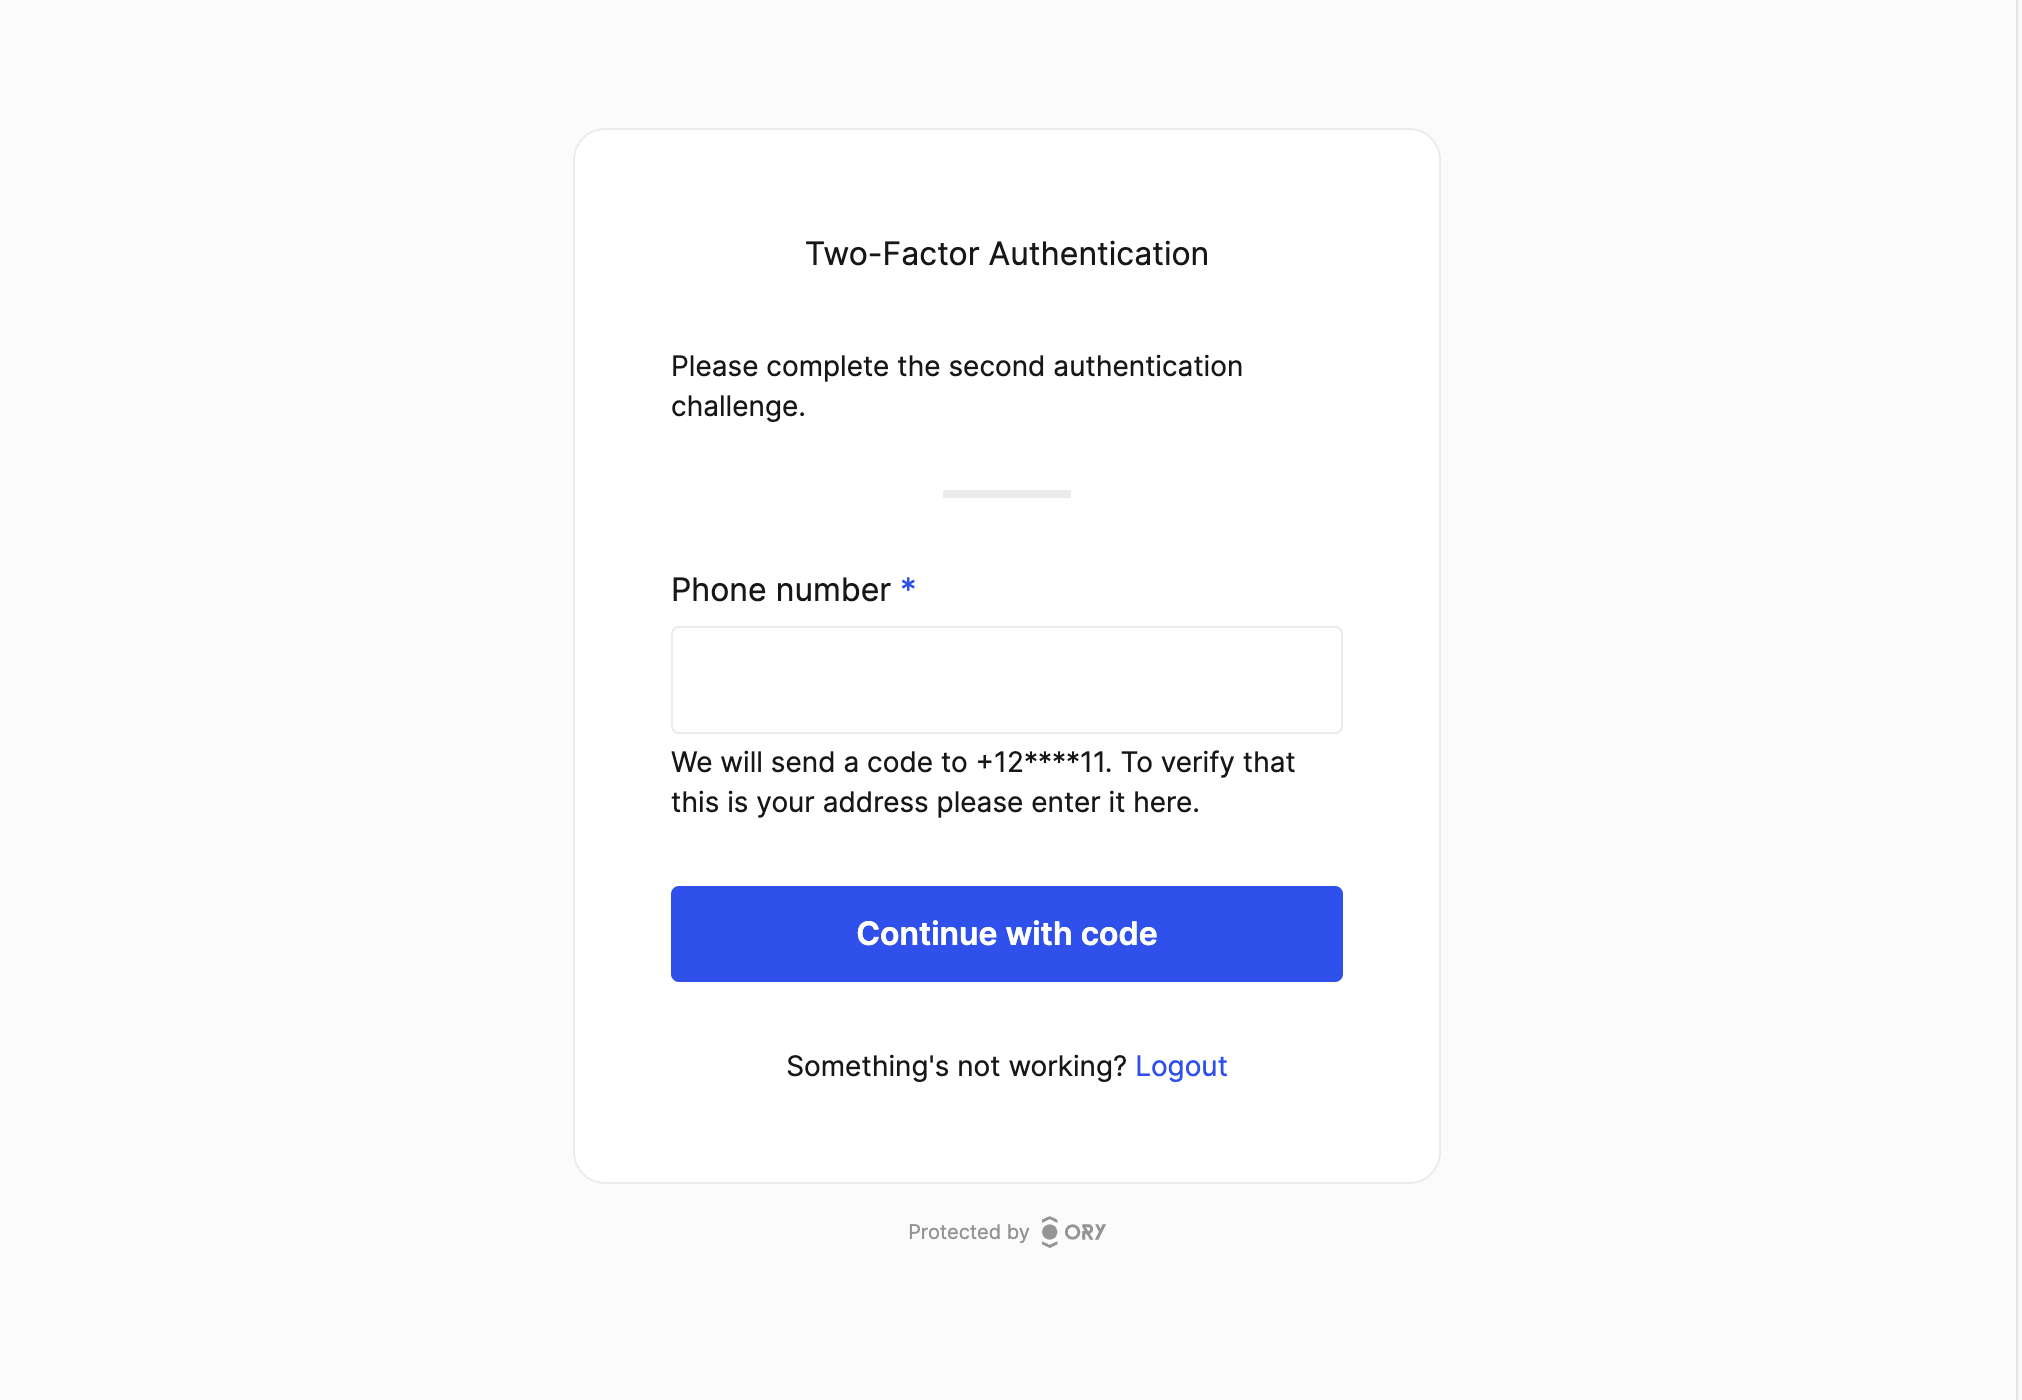 Two-Factor Authentication
Please complete the second authentication
challenge.
Phone number *
We will send a code to +12****11. To verify that
this is your address please enter it here.
Continue with code
Something's not working? Logout
Protected by ORY